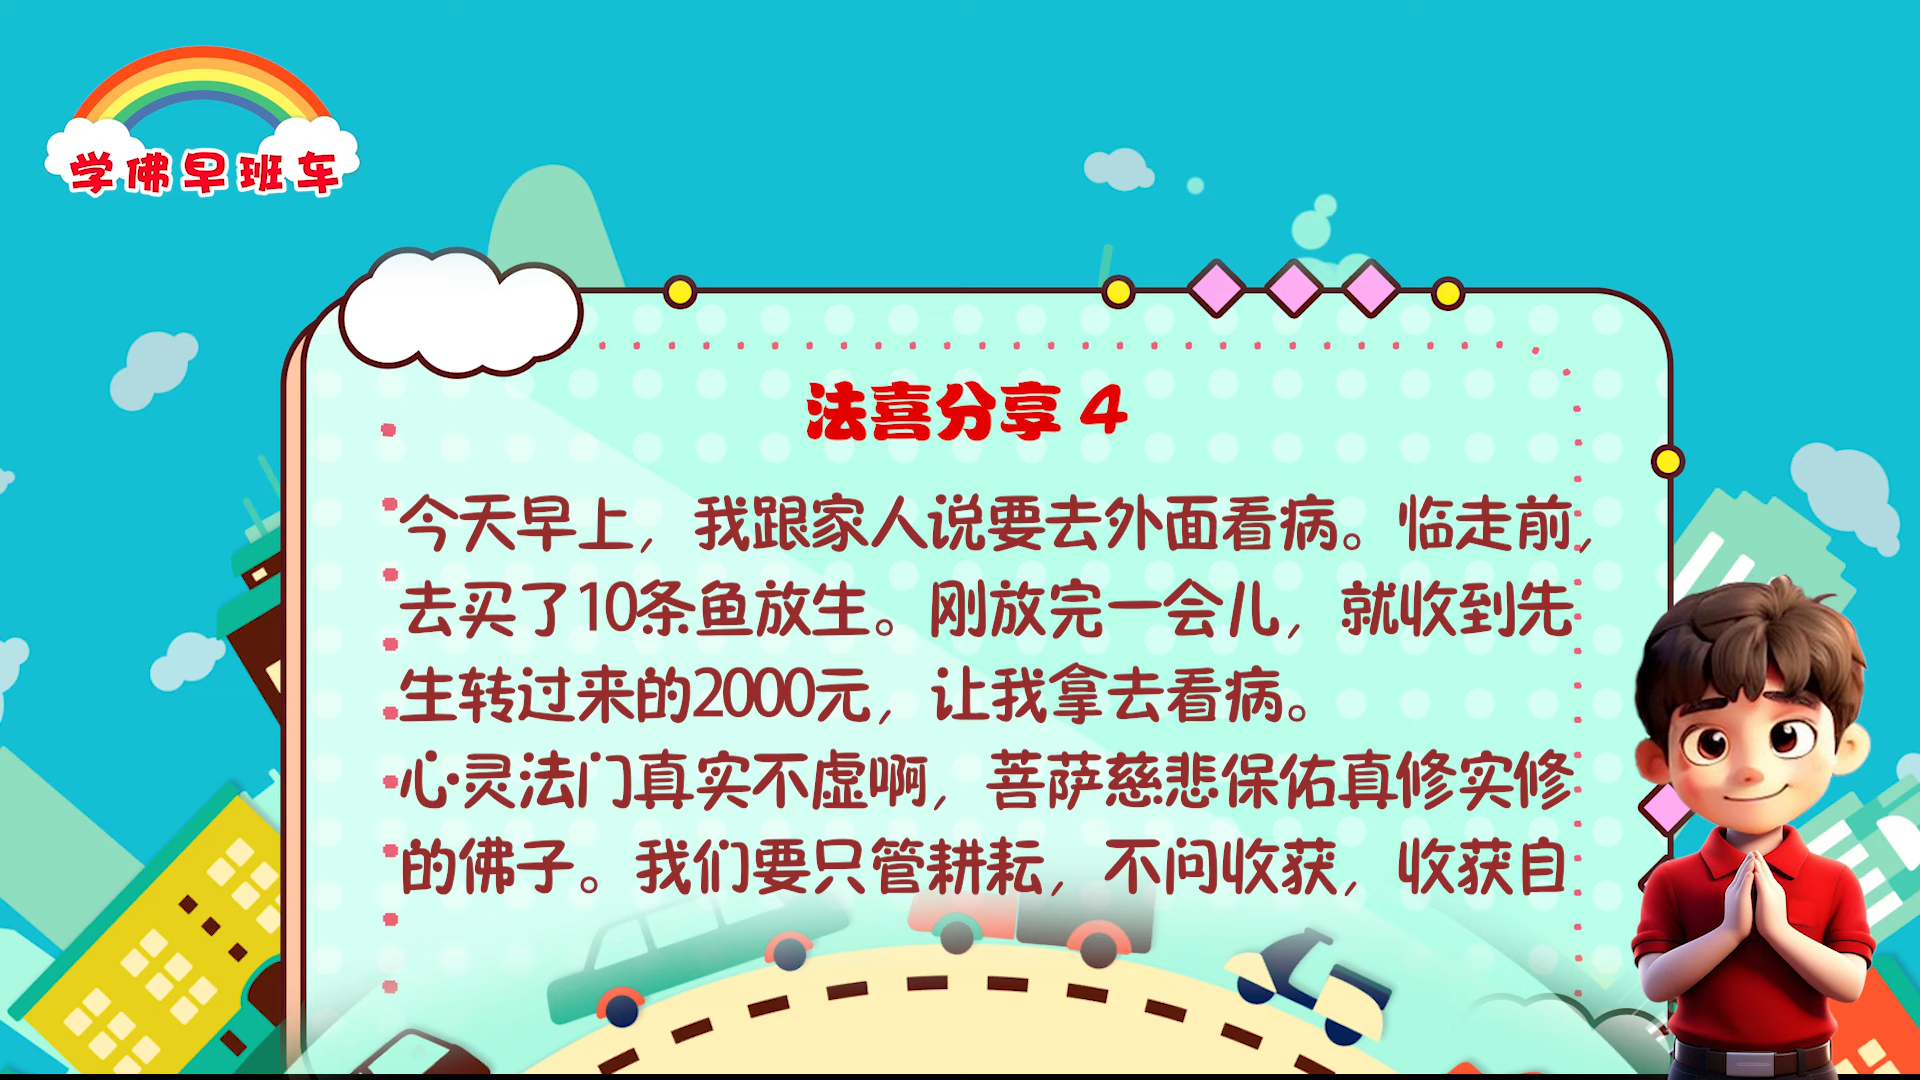 学佛早班车
法喜分享 4
今天早上，我跟家人说要去外面看病。临走前，
去买了10条鱼放生。刚放完一会儿，就收到先
生转过来的2000元，让我拿去看病。
心灵法门真实不虚啊，菩萨慈悲保佑真修实修
的佛子。我们要只管耕耘，不问收获，收获自